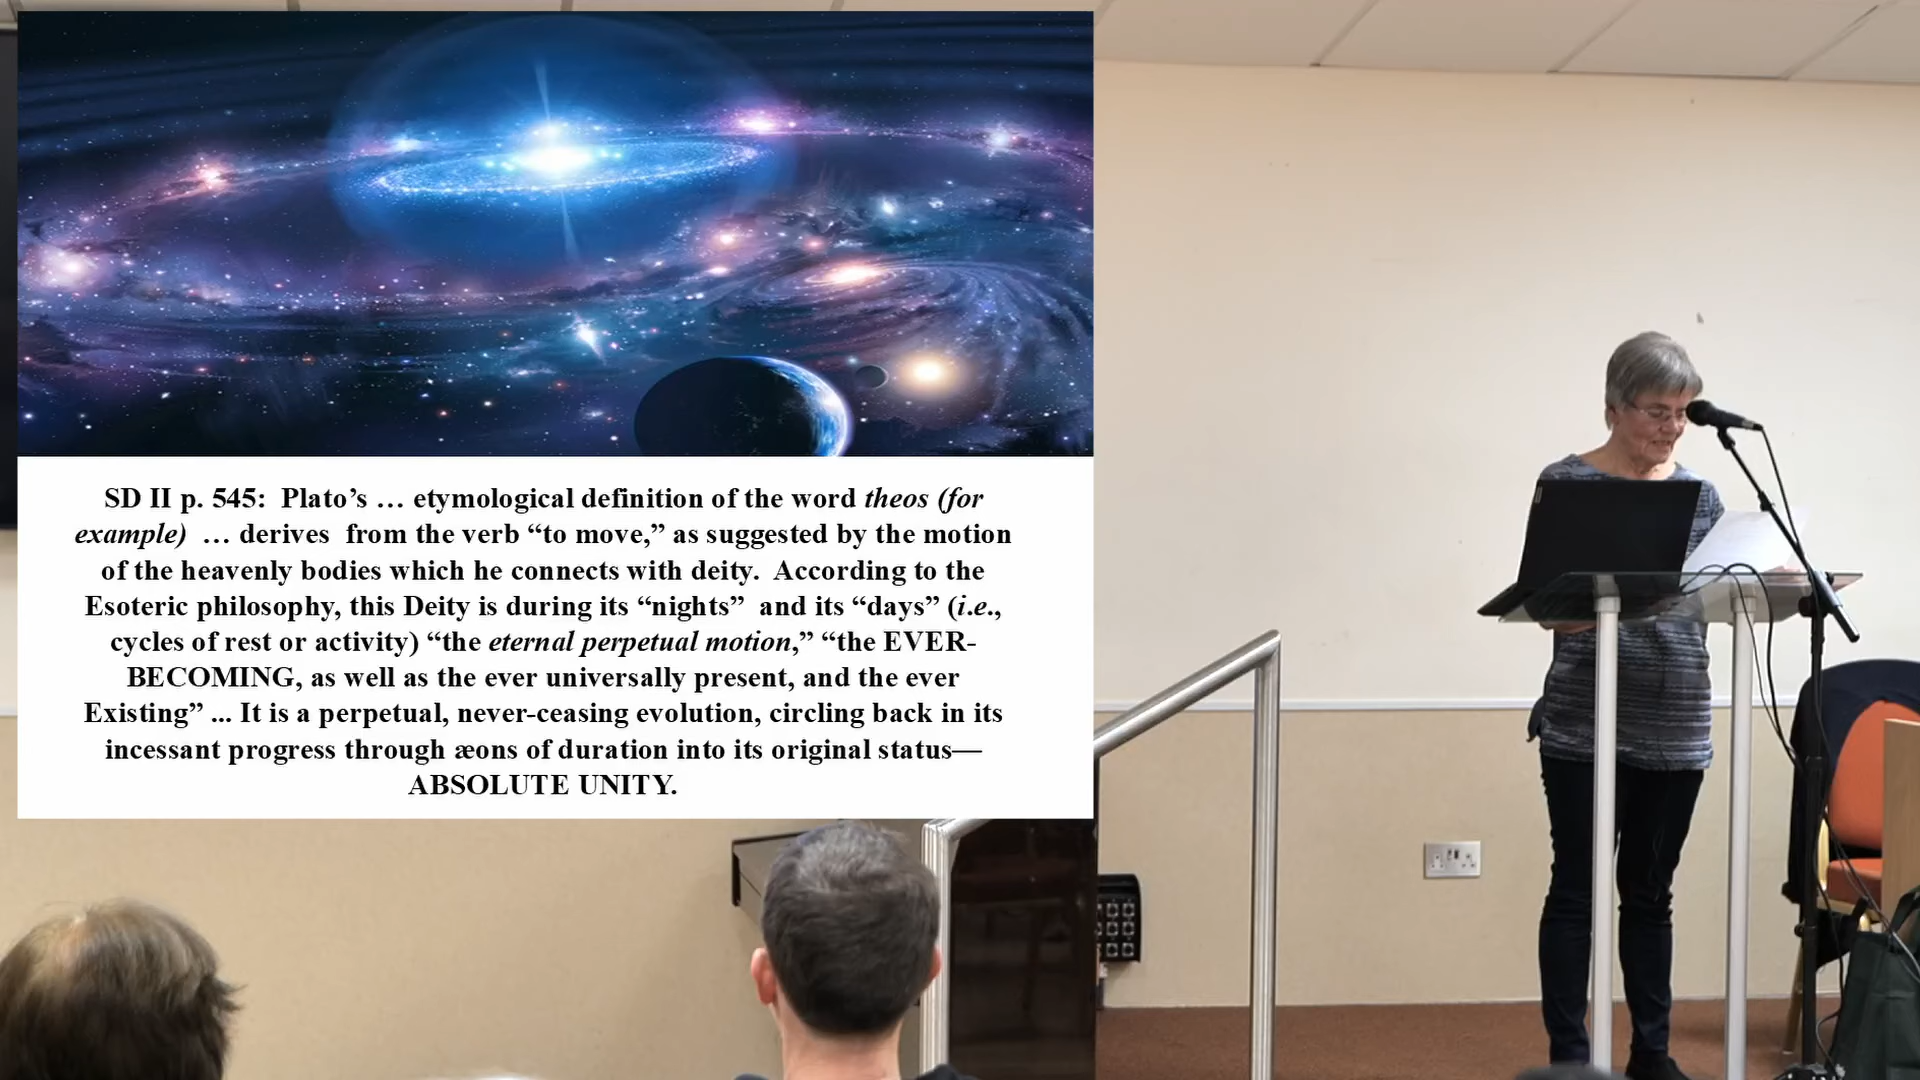 SD II p. 545:  Plato’s … etymological definition of the word theos (for
example)  … derives  from the verb “to move,” as suggested by the motion
of the heavenly bodies which he connects with deity.  According to the
Esoteric philosophy, this Deity is during its “nights”  and its “days” (i.e.,
cycles of rest or activity) “the eternal perpetual motion,” “the EVER-
BECOMING, as well as the ever universally present, and the ever
Existing” ... It is a perpetual, never-ceasing evolution, circling back in its
incessant progress through æons of duration into its original status—
ABSOLUTE UNITY.